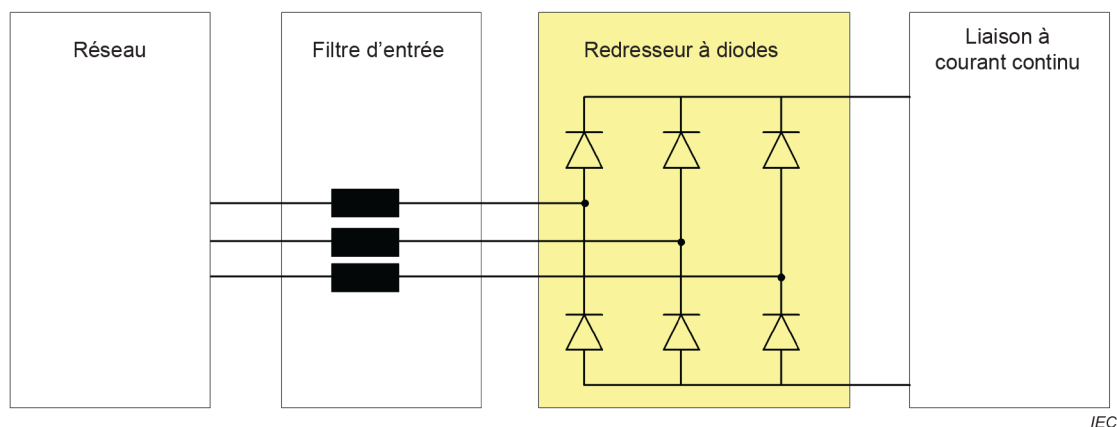 Réseau
Filtre d'entrée
Redresseur à diodes
Liaison à
courant continu
IEC